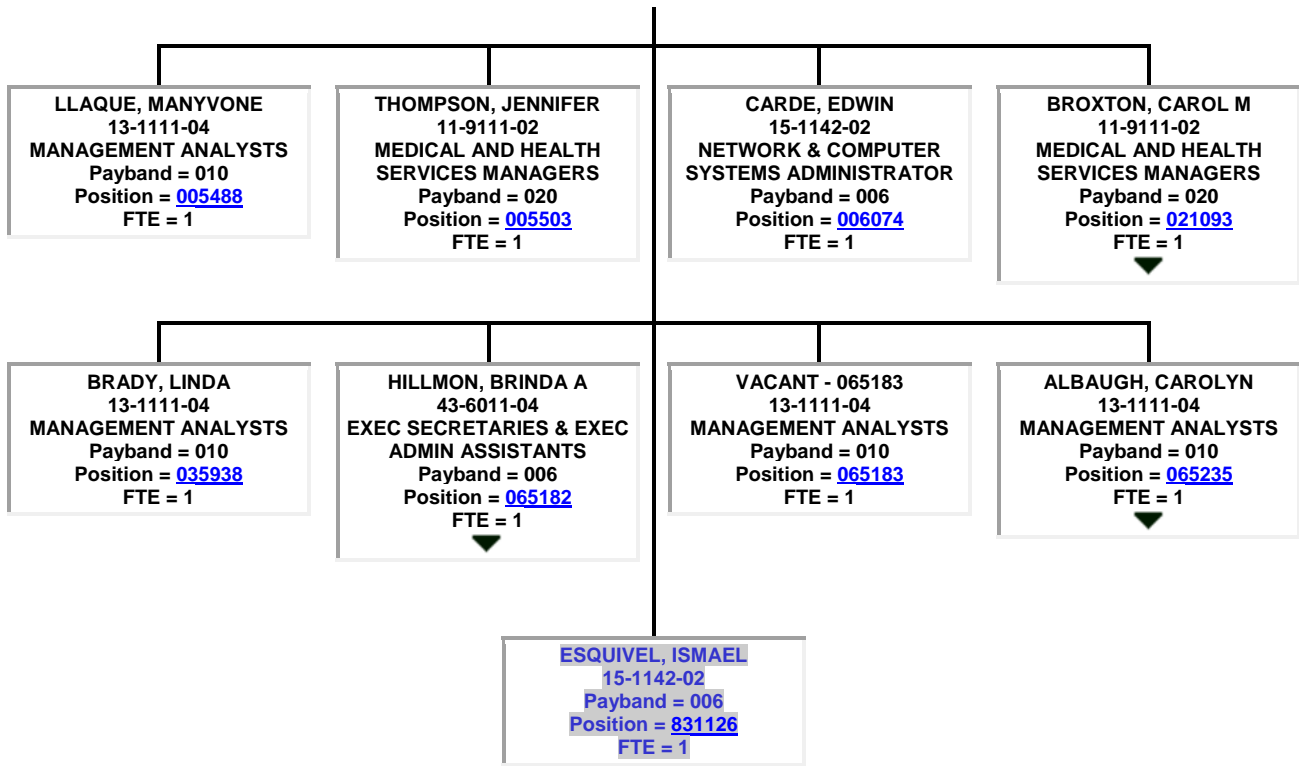 LLAQUE, MANYVONE
13-1111-04
MANAGEMENT ANALYSTS
Payband = 010
Position = 005488
FTE = 1
THOMPSON, JENNIFER
11-9111-02
MEDICAL AND HEALTH
SERVICES MANAGERS
Payband = 020
Position = 005503
FTE = 1
CARDE, EDWIN
15-1142-02
NETWORK & COMPUTER
SYSTEMS ADMINISTRATOR
Payband = 006
Position = 006074
FTE = 1
BROXTON, CAROL M
11-9111-02
MEDICAL AND HEALTH
SERVICES MANAGERS
Payband = 020
Position = 021093
FTE = 1
BRADY, LINDA
13-1111-04
MANAGEMENT ANALYSTS
Payband = 010
Position = 035938
FTE = 1
HILLMON, BRINDA A
43-6011-04
EXEC SECRETARIES & EXEC
ADMIN ASSISTANTS
Payband = 006
Position = 065182
FTE = 1
VACANT - 065183
13-1111-04
MANAGEMENT ANALYSTS
Payband = 010
Position = 065183
FTE = 1
ALBAUGH, CAROLYN
13-1111-04
MANAGEMENT ANALYSTS
Payband = 010
Position = 065235
FTE = 1
ESQUIVEL, ISMAEL
15-1142-02
Payband = 006
Position = 831126
FTE = 1